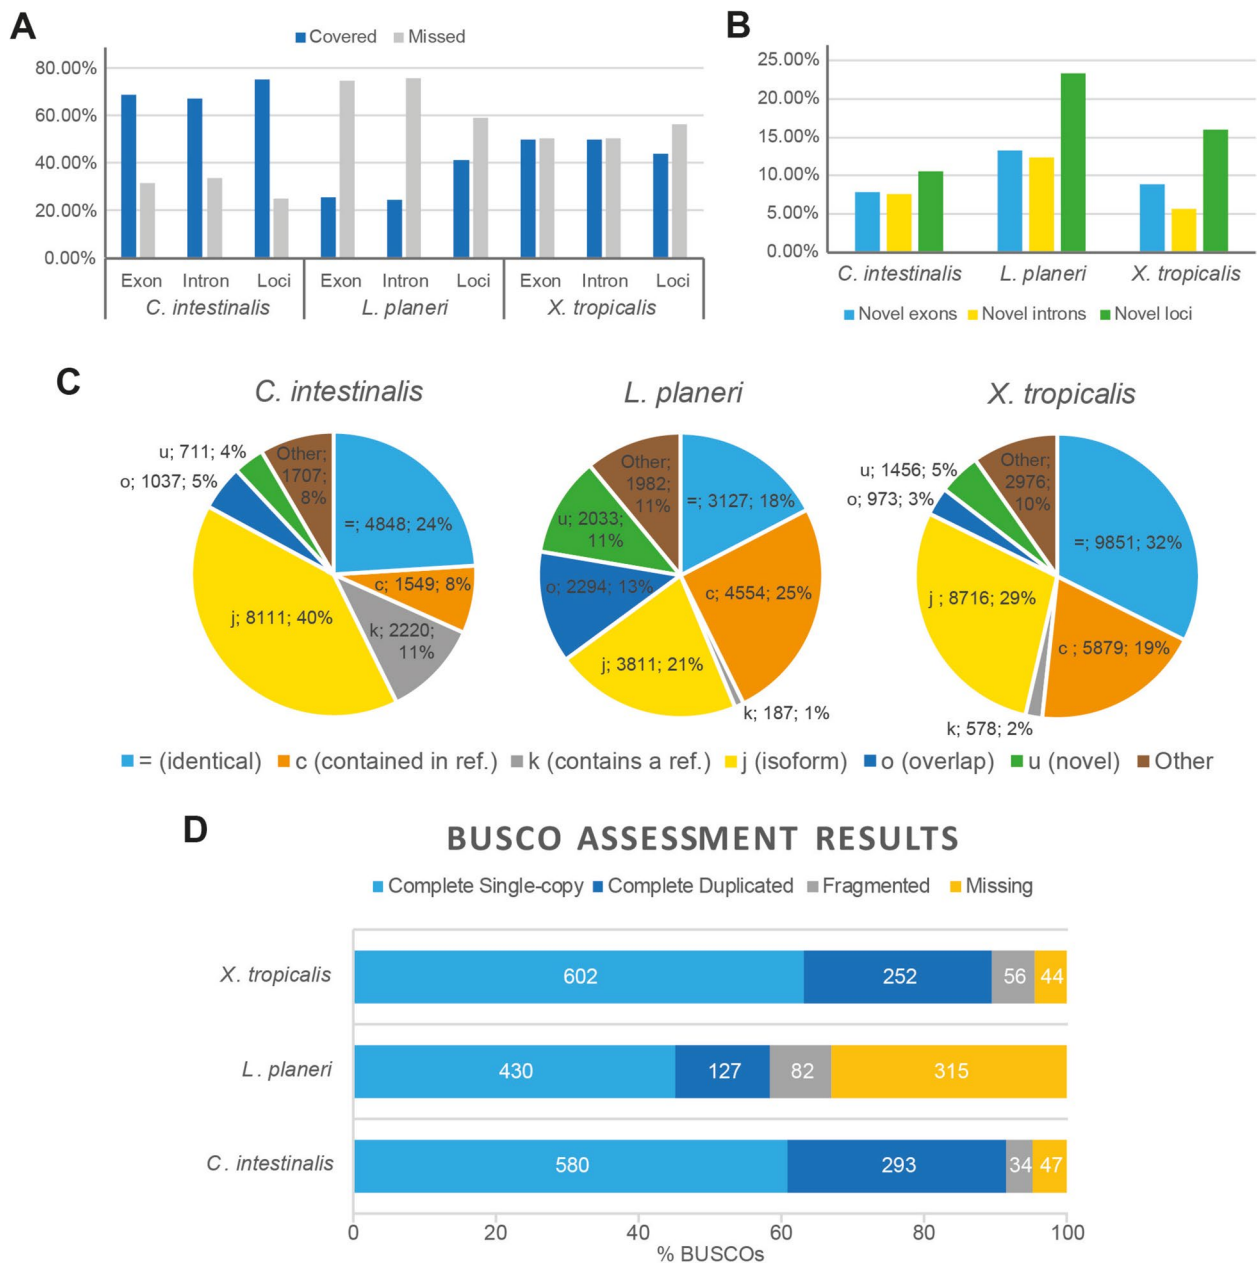 A
Covered Missed
80.00%
60.00%
40.00%
20.00%
0.00%
Exon Intron Loci Exon Intron Loci Exon Intron Loci
C. intestinalis L. planeri X. tropicalis
B
25.00%
20.00%
15.00%
10.00%
5.00%
0.00%
C. intestinalis L. planeri X. tropicalis
Novel exons Novel introns Novel loci
C
C. intestinalis
u; 711; 4%
o; 1037; 5%
Other;
1707;
8%
=; 4848; 24%
c; 1549; 8%
k; 2220;
11%
j; 8111; 40%
L. planeri
Other;
1982;
11%
=; 3127; 18%
u; 2033;
11%
o; 2294; 13%
c; 4554; 25%
j; 3811; 21%
k; 187; 1%
X. tropicalis
u; 1456; 5%
o; 973; 3%
Other;
2976;
10%
=; 9851; 32%
j ; 8716; 29%
c ; 5879; 19%
k; 578; 2%
= (identical) c (contained in ref.) k (contains a ref.) j (isoform) o (overlap) u (novel) Other
D
BUSCO ASSESSMENT RESULTS
Complete Single-copy Complete Duplicated Fragmented Missing
X. tropicalis 602 252 56 44
L. planeri 430 127 82 315
C. intestinalis 580 293 34 47
0 20 40 60 80 100
% BUSCOs